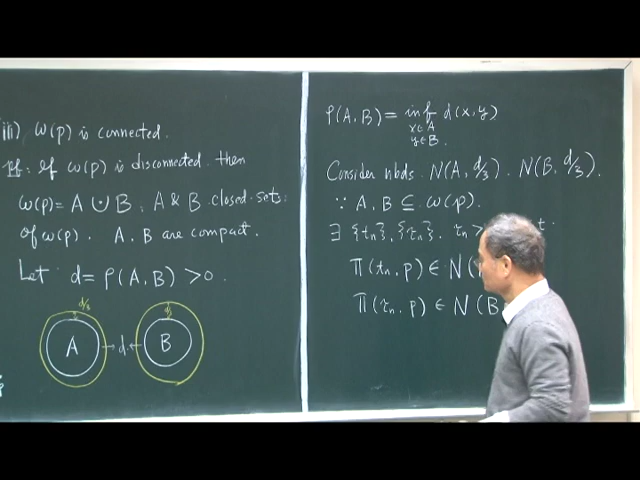 iii) ω(p) is connected.
pf: If ω(p) is disconnected. then
ω(p) = A ⊍ B, A & B closed sets
of ω(p). A, B are compact.
Let d = ρ(A, B) > 0.
d/3 d/3
A d B
ρ(A, B) = inf d(x, y)
x∈A
y∈B.
Consider nbds. N(A, d/3). N(B, d/3).
∵ A, B ⊆ ω(p).
∃ {tₙ}, {τₙ}. τₙ >
π(tₙ, p) ∈ N(
π(τₙ, p) ∈ N(B